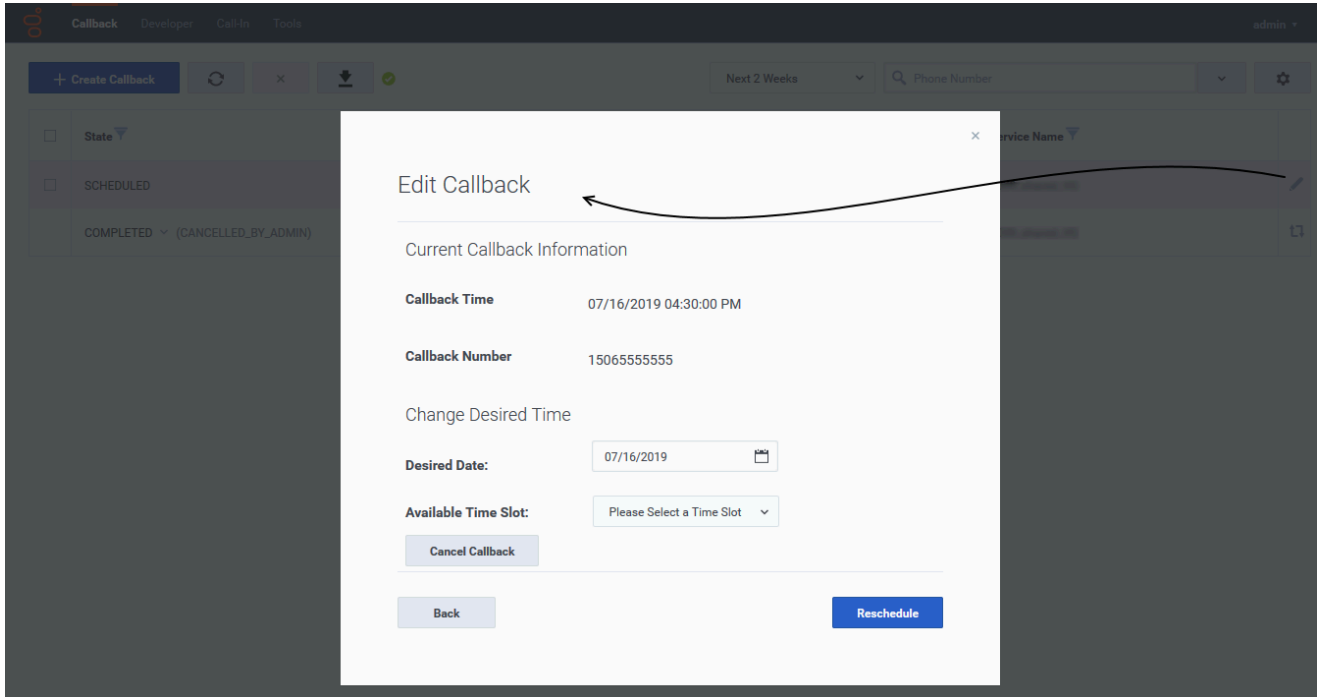 Callback Developer Call-In Tools admin
Create Callback Next 2 Weeks Phone Number
State ervice Name
SCHEDULED
COMPLETED (CANCELLED_BY_ADMIN)
×
Edit Callback
Current Callback Information
Callback Time 07/16/2019 04:30:00 PM
Callback Number 15065555555
Change Desired Time
Desired Date: 07/16/2019
Available Time Slot: Please Select a Time Slot
Cancel Callback
Back Reschedule